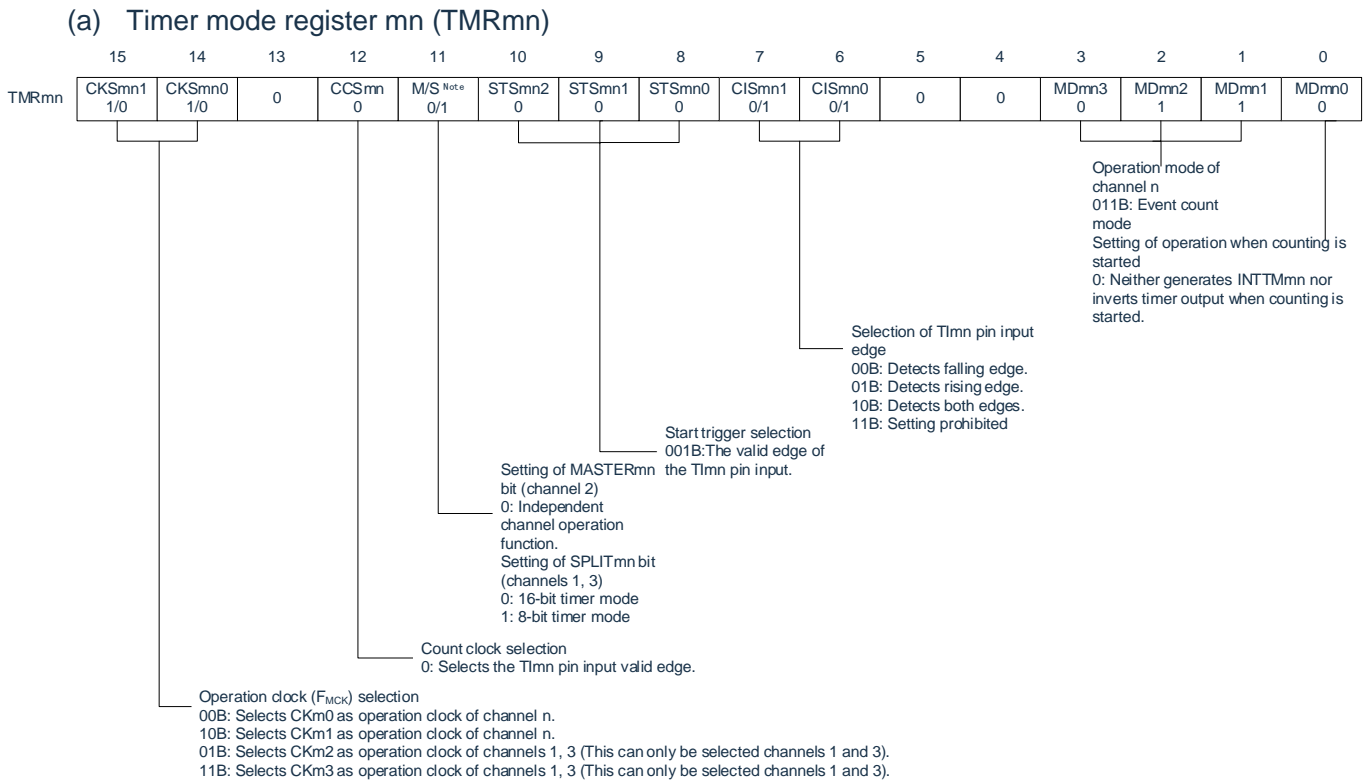 (a) Timer mode register mn (TMRmn)
15 14 13 12 11 10 9 8 7 6 5 4 3 2 1 0
TMRmn CKSmn1 CKSmn0 0 CCSmn M/S Note STSmn2 STSmn1 STSmn0 CISmn1 CISmn0 0 0 MDmn3 MDmn2 MDmn1 MDmn0
1/0 1/0 0 0/1 0 0 0 0/1 0/1 0 1 1 0
Operation mode of
channel n
011B: Event count
mode
Setting of operation when counting is
started
0: Neither generates INTTMmn nor
inverts timer output when counting is
started.
Selection of TImn pin input
edge
00B: Detects falling edge.
01B: Detects rising edge.
10B: Detects both edges.
11B: Setting prohibited
Start trigger selection
001B:The valid edge of
the TImn pin input.
Setting of MASTERmn
bit (channel 2)
0: Independent
channel operation
function.
Setting of SPLITmn bit
(channels 1, 3)
0: 16-bit timer mode
1: 8-bit timer mode
Count clock selection
0: Selects the TImn pin input valid edge.
Operation clock (FMCK) selection
00B: Selects CKm0 as operation clock of channel n.
10B: Selects CKm1 as operation clock of channel n.
01B: Selects CKm2 as operation clock of channels 1, 3 (This can only be selected channels 1 and 3).
11B: Selects CKm3 as operation clock of channels 1, 3 (This can only be selected channels 1 and 3).